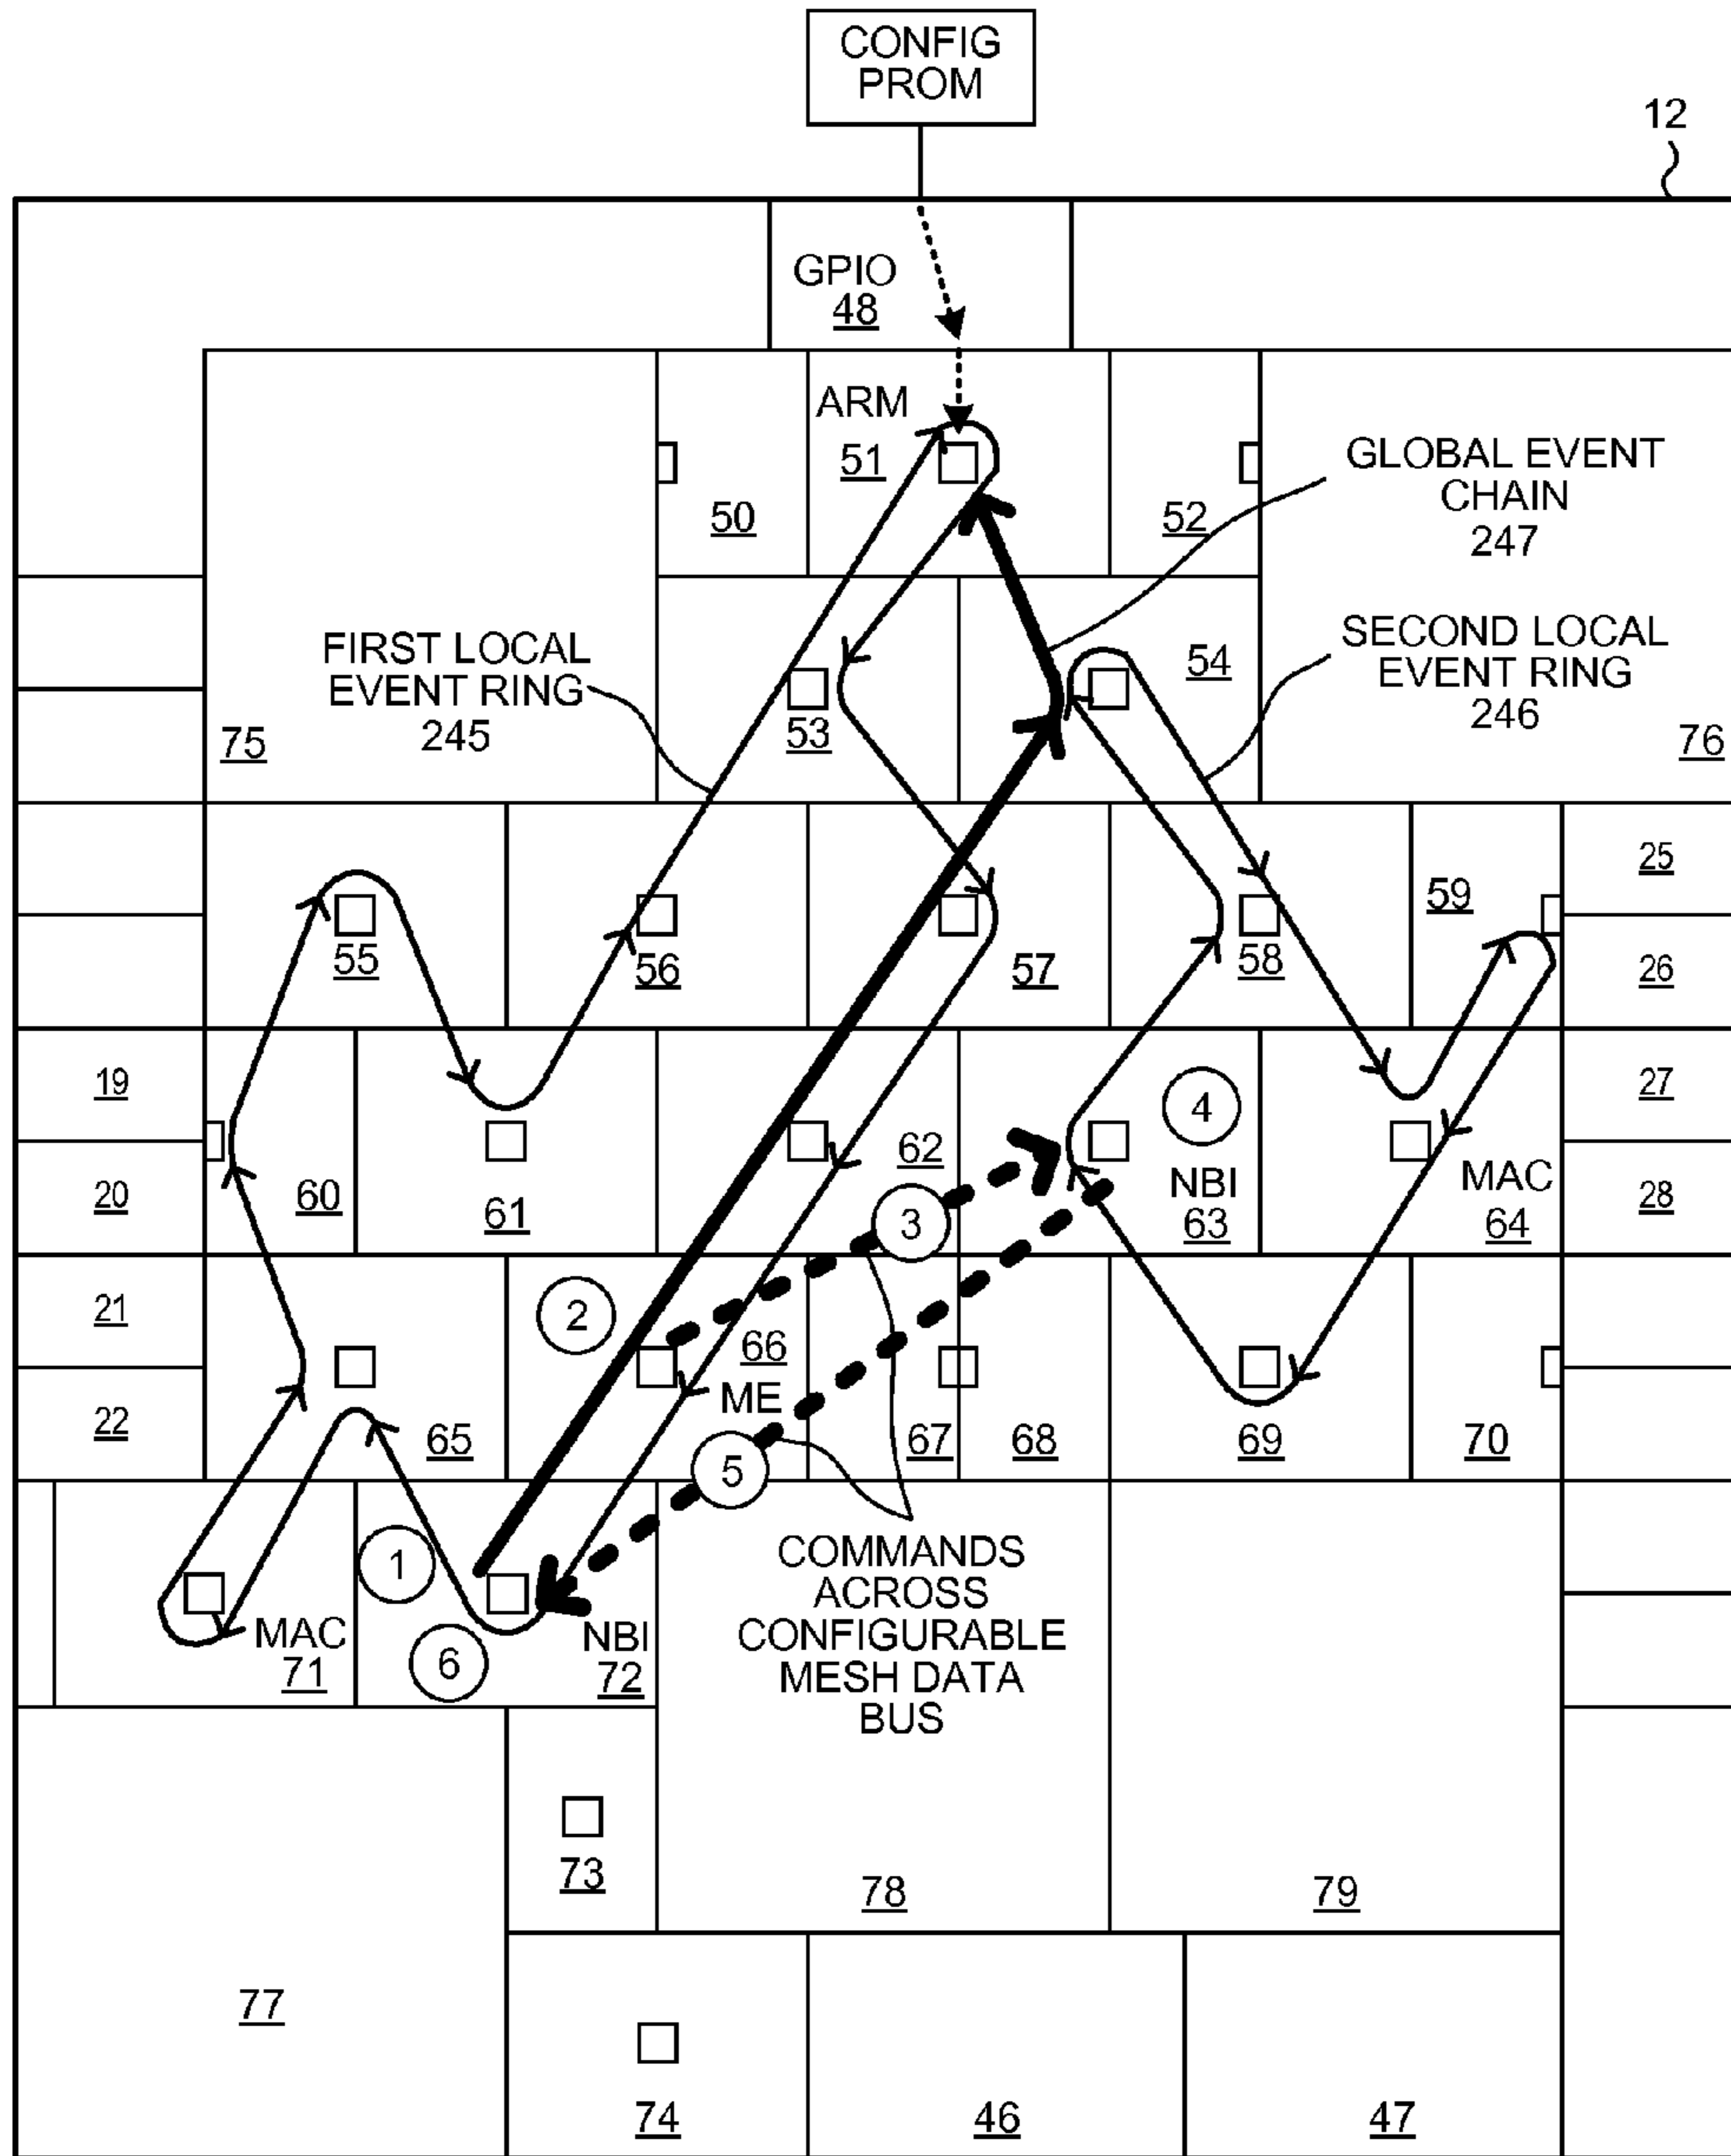 CONFIG
PROM
12
GPIO
48
ARM
51
50
52
GLOBAL EVENT
CHAIN
247
FIRST LOCAL
EVENT RING
245
SECOND LOCAL
EVENT RING
246
54
53
75
76
25
59
55
56
57
58
26
19
4
27
62
20
60
61
3
NBI
63
MAC
64
28
21
2
66
ME
22
65
5
67
68
69
70
1
COMMANDS
ACROSS
CONFIGURABLE
MESH DATA
BUS
MAC
71
6
NBI
72
73
78
79
77
74
46
47